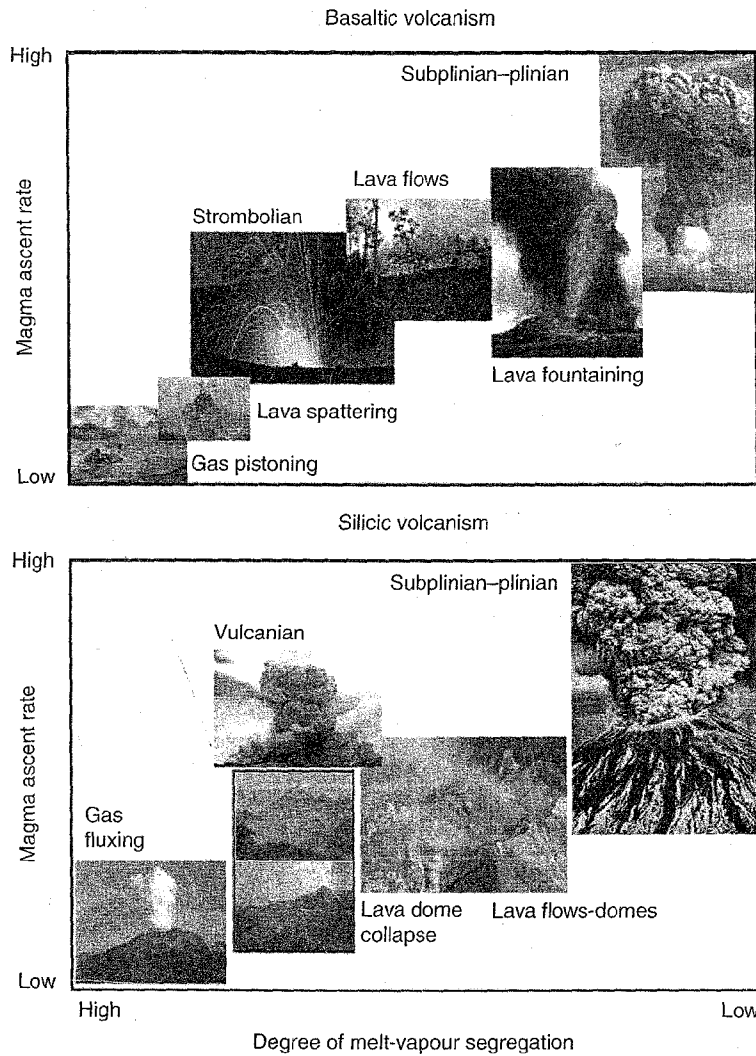 Basaltic volcanism
High
Subplinian–plinian
Lava flows
Strombolian
Magma ascent rate
Lava fountaining
Lava spattering
Gas pistoning
Low
Silicic volcanism
High
Subplinian–plinian
Vulcanian
Magma ascent rate
Gas
fluxing
Lava dome
collapse
Lava flows-domes
Low
High
Low
Degree of melt-vapour segregation